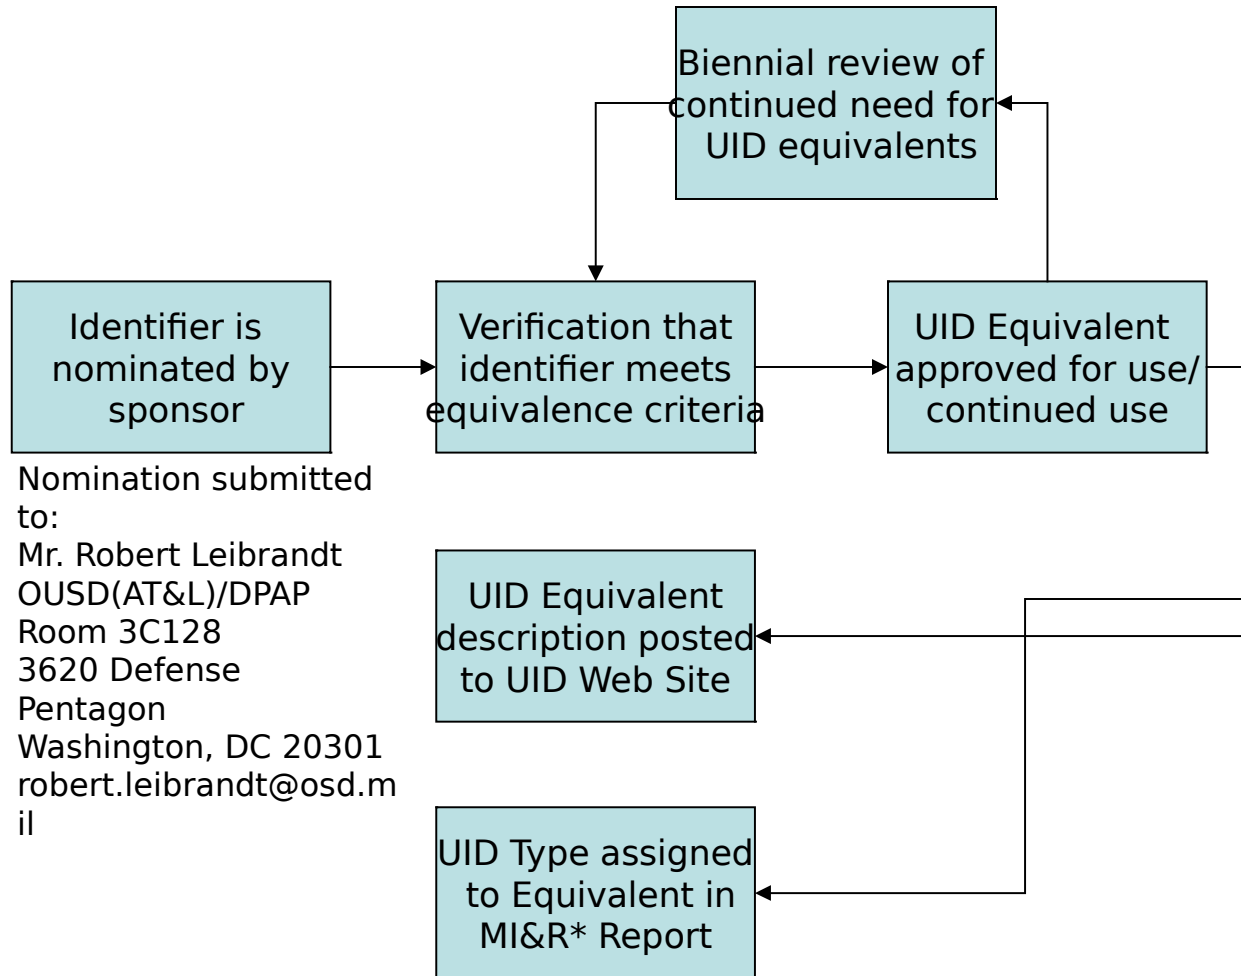 Biennial review of
continued need for
UID equivalents
Identifier is
nominated by
sponsor
Verification that
identifier meets
equivalence criteria
UID Equivalent
approved for use/
continued use
Nomination submitted
to:
Mr. Robert Leibrandt
OUSD(AT&L)/DPAP
Room 3C128
3620 Defense
Pentagon
Washington, DC 20301
robert.leibrandt@osd.m
il
UID Equivalent
description posted
to UID Web Site
UID Type assigned
to Equivalent in
MI&R* Report